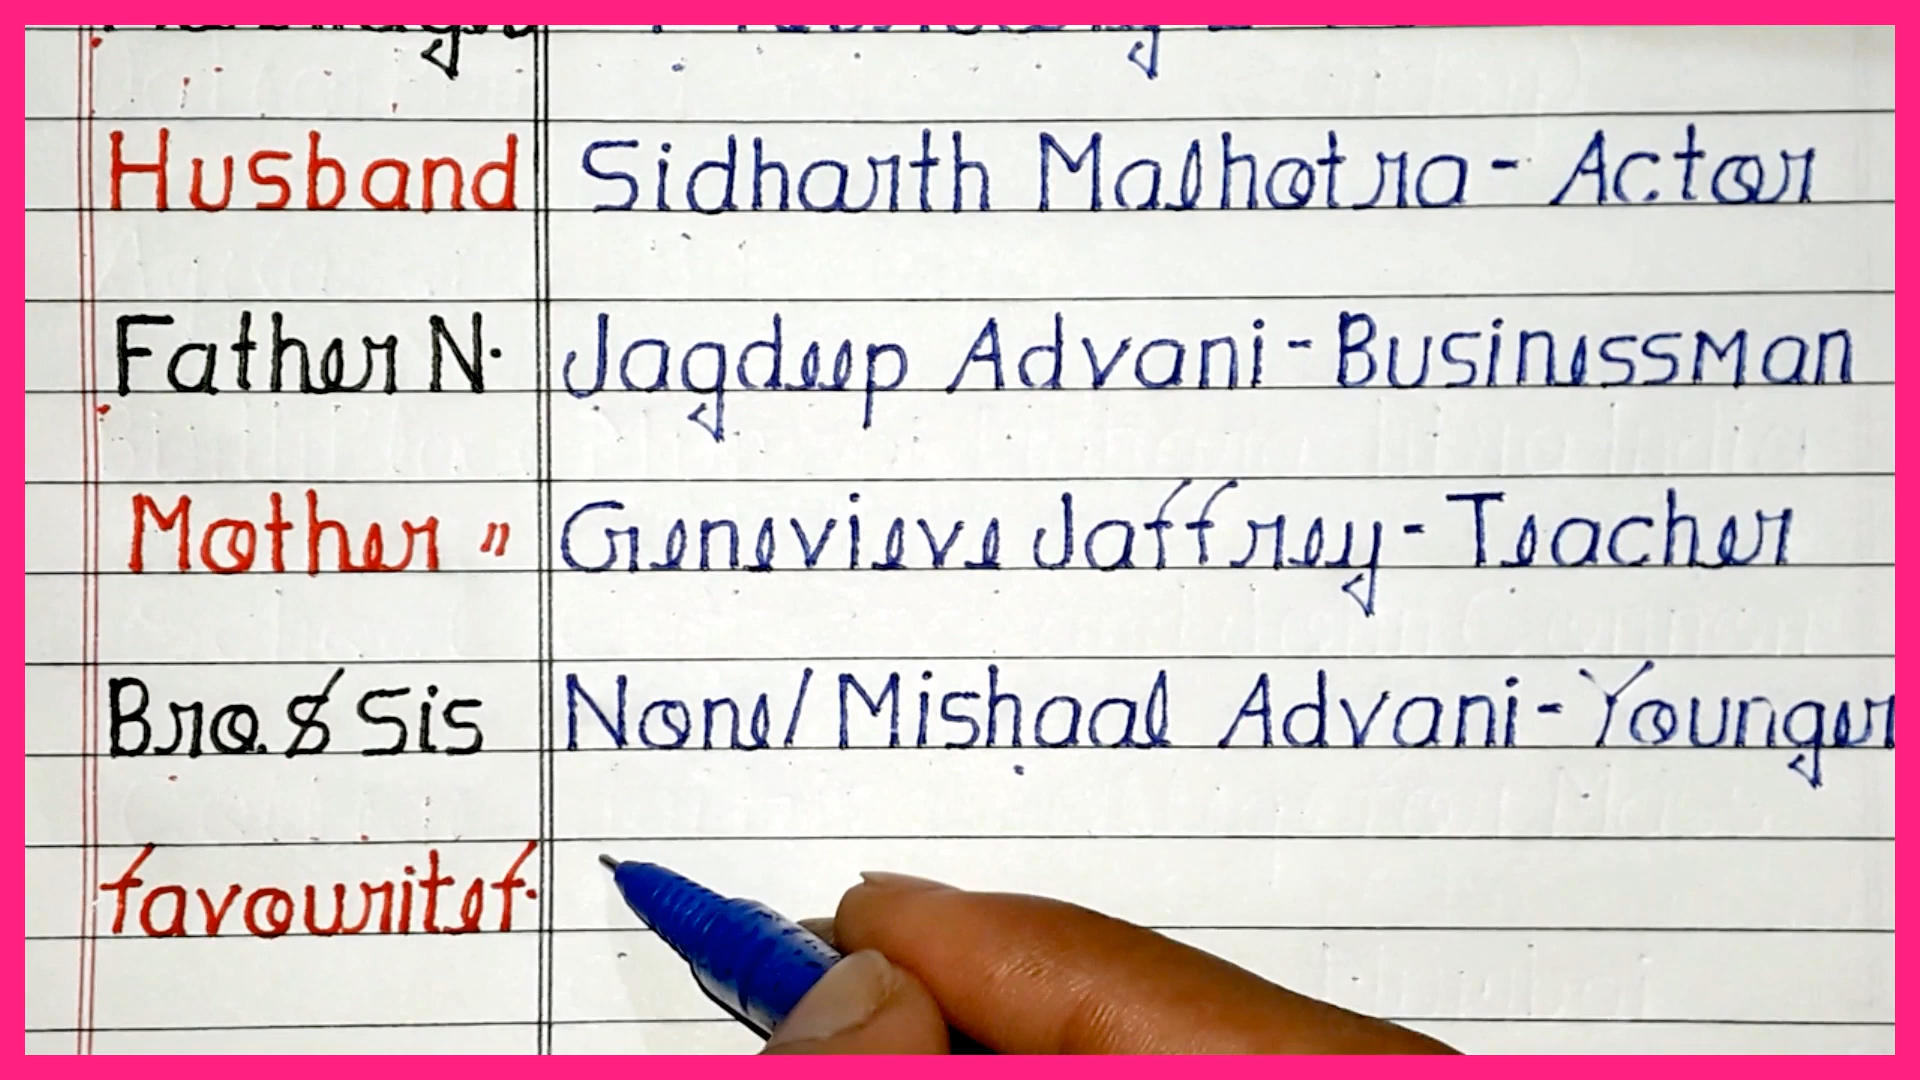 Husband Sidharth Malhotra - Actor
Father N. Jagdeep Advani - Businessman
Mother " Genevieve Jaffrey - Teacher
Bro. & Sis None/ Mishaal Advani - Younger
favourite f.